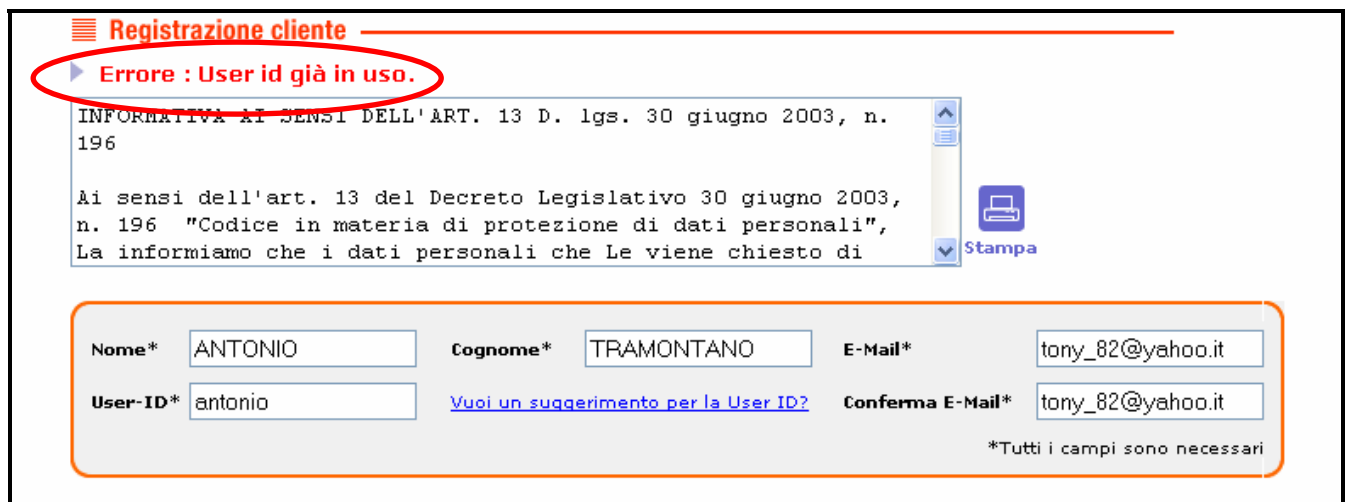 Registrazione cliente
Errore : User id già in uso.
INFORMATIVA AI SENSI DELL'ART. 13 D. lgs. 30 giugno 2003, n.
196
Ai sensi dell'art. 13 del Decreto Legislativo 30 giugno 2003,
n. 196 "Codice in materia di protezione di dati personali",
La informiamo che i dati personali che Le viene chiesto di
Stampa
Nome* ANTONIO Cognome* TRAMONTANO E-Mail* tony_82@yahoo.it
User-ID* antonio Vuoi un suggerimento per la User ID? Conferma E-Mail* tony_82@yahoo.it
*Tutti i campi sono necessari